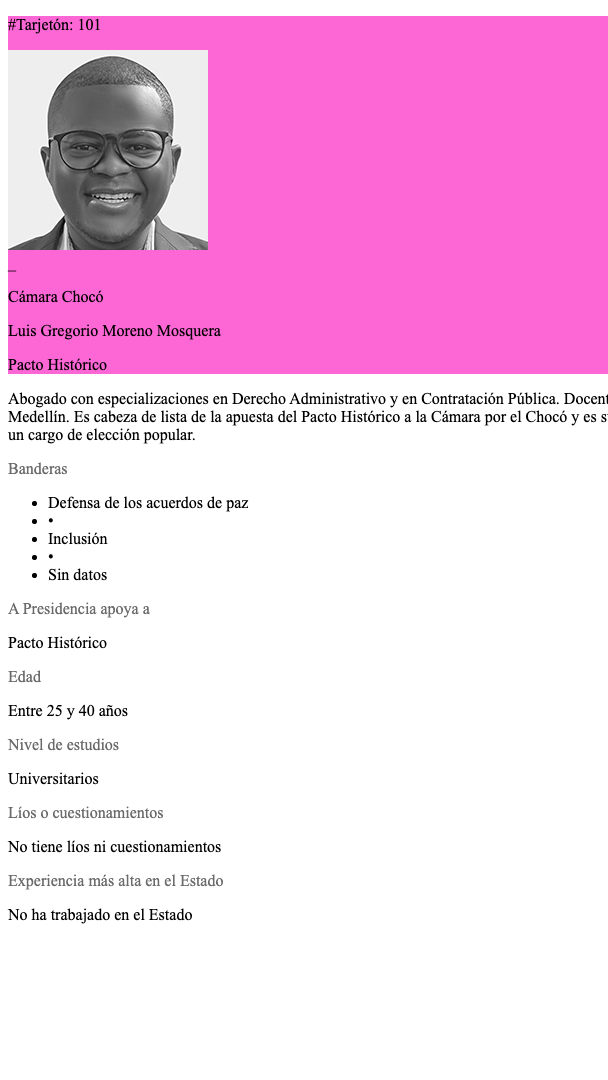 #Tarjetón: 101
_
Cámara Chocó
Luis Gregorio Moreno Mosquera
Pacto Histórico
Abogado con especializaciones en Derecho Administrativo y en Contratación Pública. Docent
Medellín. Es cabeza de lista de la apuesta del Pacto Histórico a la Cámara por el Chocó y es
un cargo de elección popular.
Banderas
• Defensa de los acuerdos de paz
• •
• Inclusión
• •
• Sin datos
A Presidencia apoya a
Pacto Histórico
Edad
Entre 25 y 40 años
Nivel de estudios
Universitarios
Líos o cuestionamientos
No tiene líos ni cuestionamientos
Experiencia más alta en el Estado
No ha trabajado en el Estado